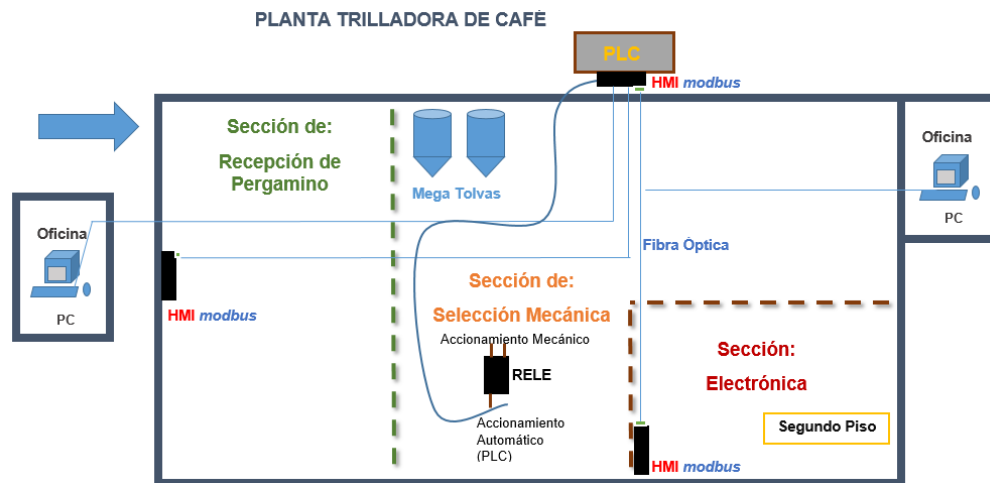 PLANTA TRILLADORA DE CAFÉ
PLC
HMI modbus
Sección de:
Recepción de
Pergamino
Mega Tolvas
Oficina
PC
Oficina
PC
HMI modbus
Fibra Óptica
Sección de:
Selección Mecánica
Accionamiento Mecánico
RELE
Accionamiento
Automático
(PLC)
Sección:
Electrónica
Segundo Piso
HMI modbus